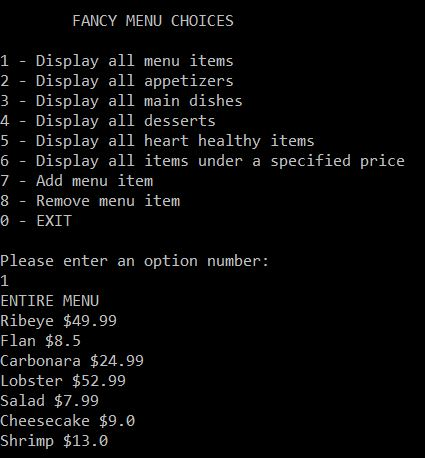 FANCY MENU CHOICES
1 - Display all menu items
2 - Display all appetizers
3 - Display all main dishes
4 - Display all desserts
5 - Display all heart healthy items
6 - Display all items under a specified price
7 - Add menu item
8 - Remove menu item
0 - EXIT
Please enter an option number:
1
ENTIRE MENU
Ribeye $49.99
Flan $8.5
Carbonara $24.99
Lobster $52.99
Salad $7.99
Cheesecake $9.0
Shrimp $13.0